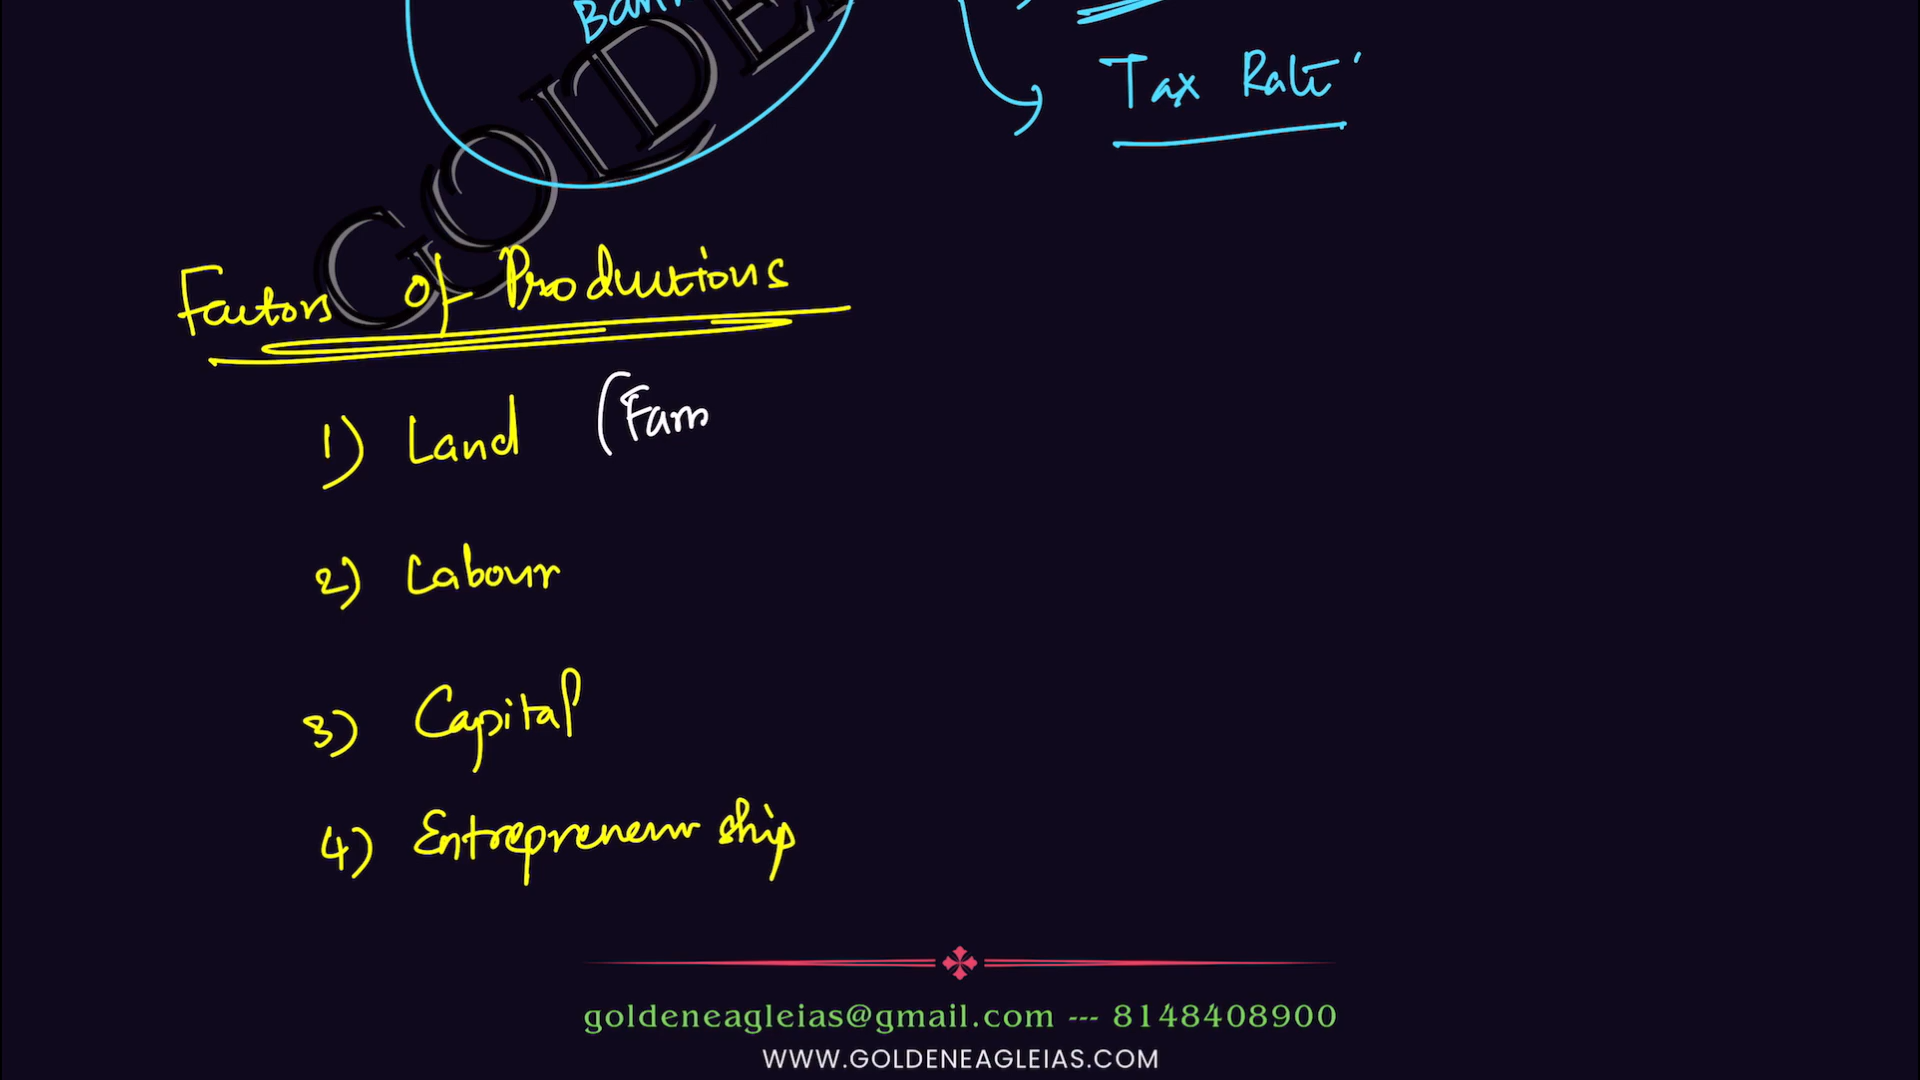 Tax Rate
Factors of Productions
1) Land (Farm
2) Labour
3) Capital
4) Entrepreneurship
goldeneagleias@gmail.com --- 8148408900
WWW.GOLDENEAGLEIAS.COM